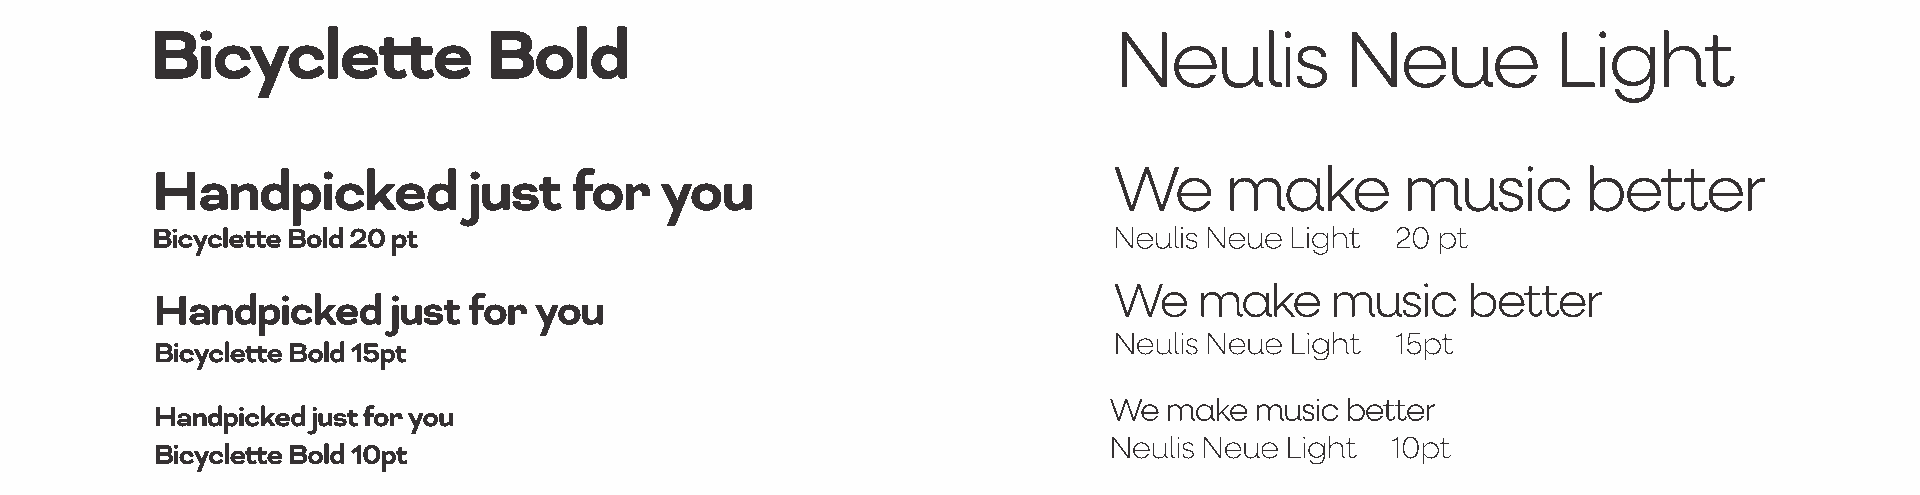 Bicyclette Bold
Handpicked just for you
Bicyclette Bold 20 pt
Handpicked just for you
Bicyclette Bold 15pt
Handpicked just for you
Bicyclette Bold 10pt
Neulis Neue Light
We make music better
Neulis Neue Light 20 pt
We make music better
Neulis Neue Light 15pt
We make music better
Neulis Neue Light 10pt